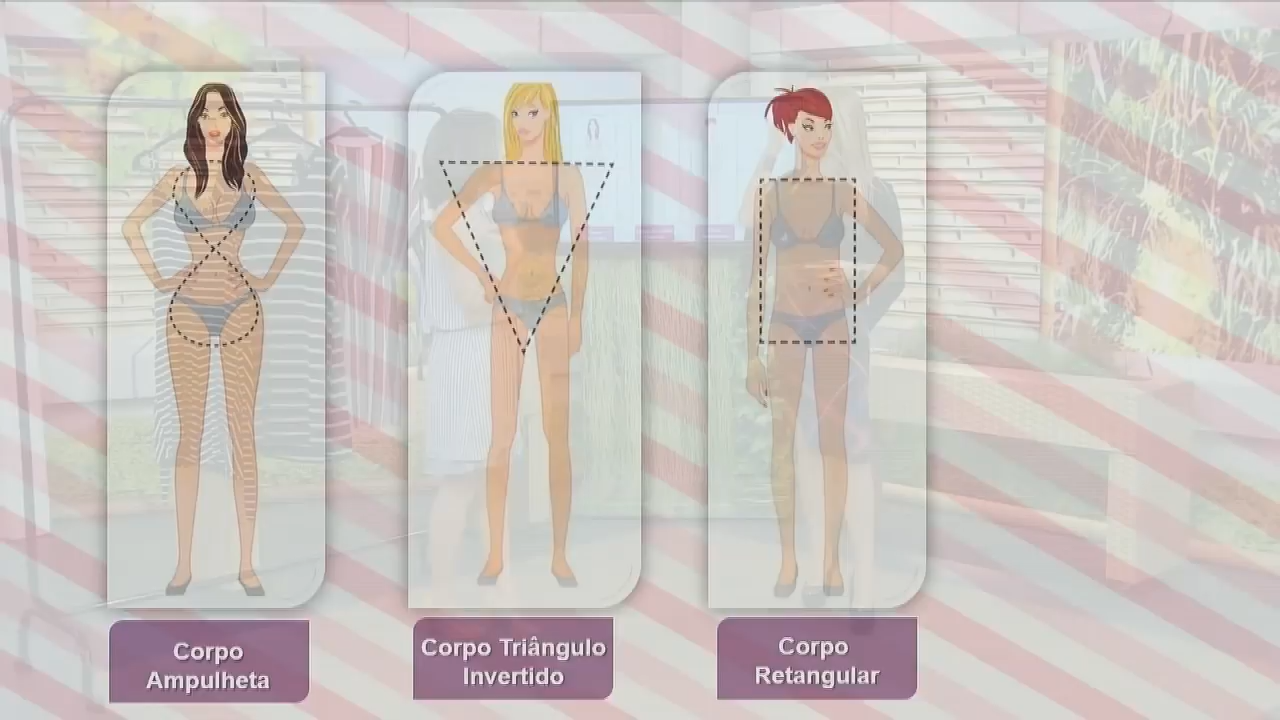 Corpo
Ampulheta
Corpo Triângulo
Invertido
Corpo
Retangular